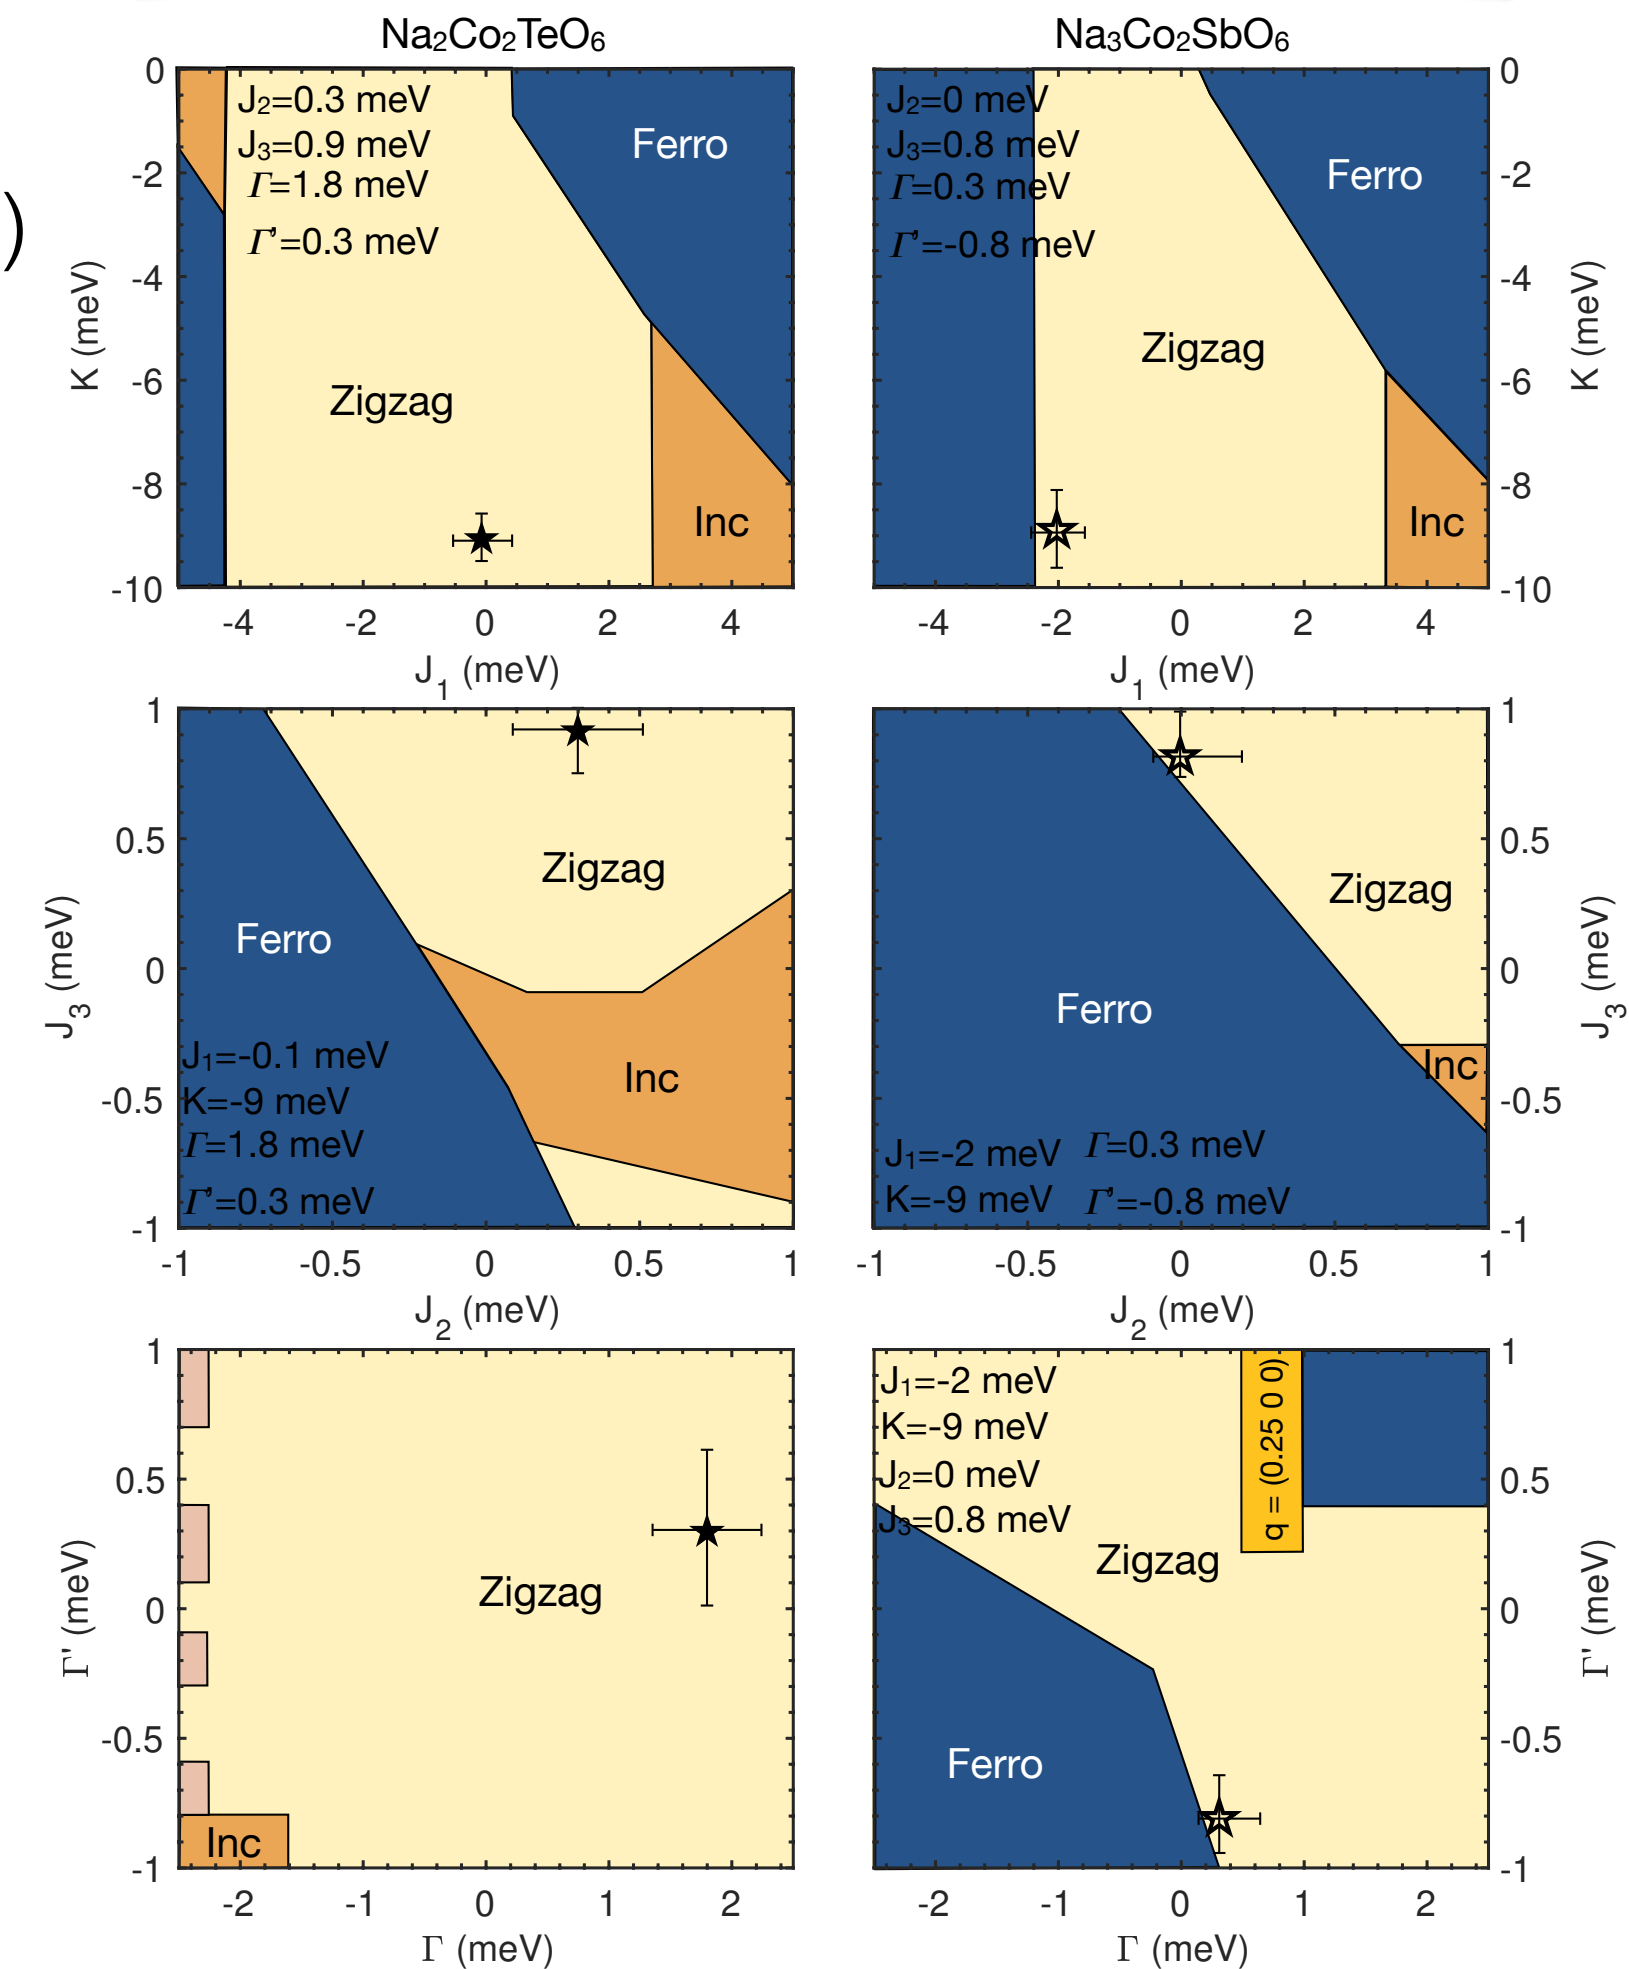 Na₂Co₂TeO₆
Na₃Co₂SbO₆
)
0
-2
-4
-6
-8
-10
K (meV)
J₂=0.3 meV
J₃=0.9 meV
Γ=1.8 meV
Γ'=0.3 meV
Ferro
Zigzag
Inc
-4 -2 0 2 4
J₁ (meV)
J₂=0 meV
J₃=0.8 meV
Γ=0.3 meV
Γ'=-0.8 meV
Ferro
Zigzag
Inc
0
-2
-4
-6
-8
-10
K (meV)
-4 -2 0 2 4
J₁ (meV)
1
0.5
0
-0.5
-1
J₃ (meV)
Zigzag
Ferro
Inc
J₁=-0.1 meV
K=-9 meV
Γ=1.8 meV
Γ'=0.3 meV
-1 -0.5 0 0.5 1
J₂ (meV)
Zigzag
Ferro
Inc
J₁=-2 meV Γ=0.3 meV
K=-9 meV Γ'=-0.8 meV
1
0.5
0
-0.5
-1
J₃ (meV)
-1 -0.5 0 0.5 1
J₂ (meV)
1
0.5
0
-0.5
-1
Γ' (meV)
Zigzag
Inc
-2 -1 0 1 2
Γ (meV)
J₁=-2 meV
K=-9 meV
J₂=0 meV
J₃=0.8 meV
q = (0.25 0 0)
Zigzag
Ferro
1
0.5
0
-0.5
-1
Γ' (meV)
-2 -1 0 1 2
Γ (meV)